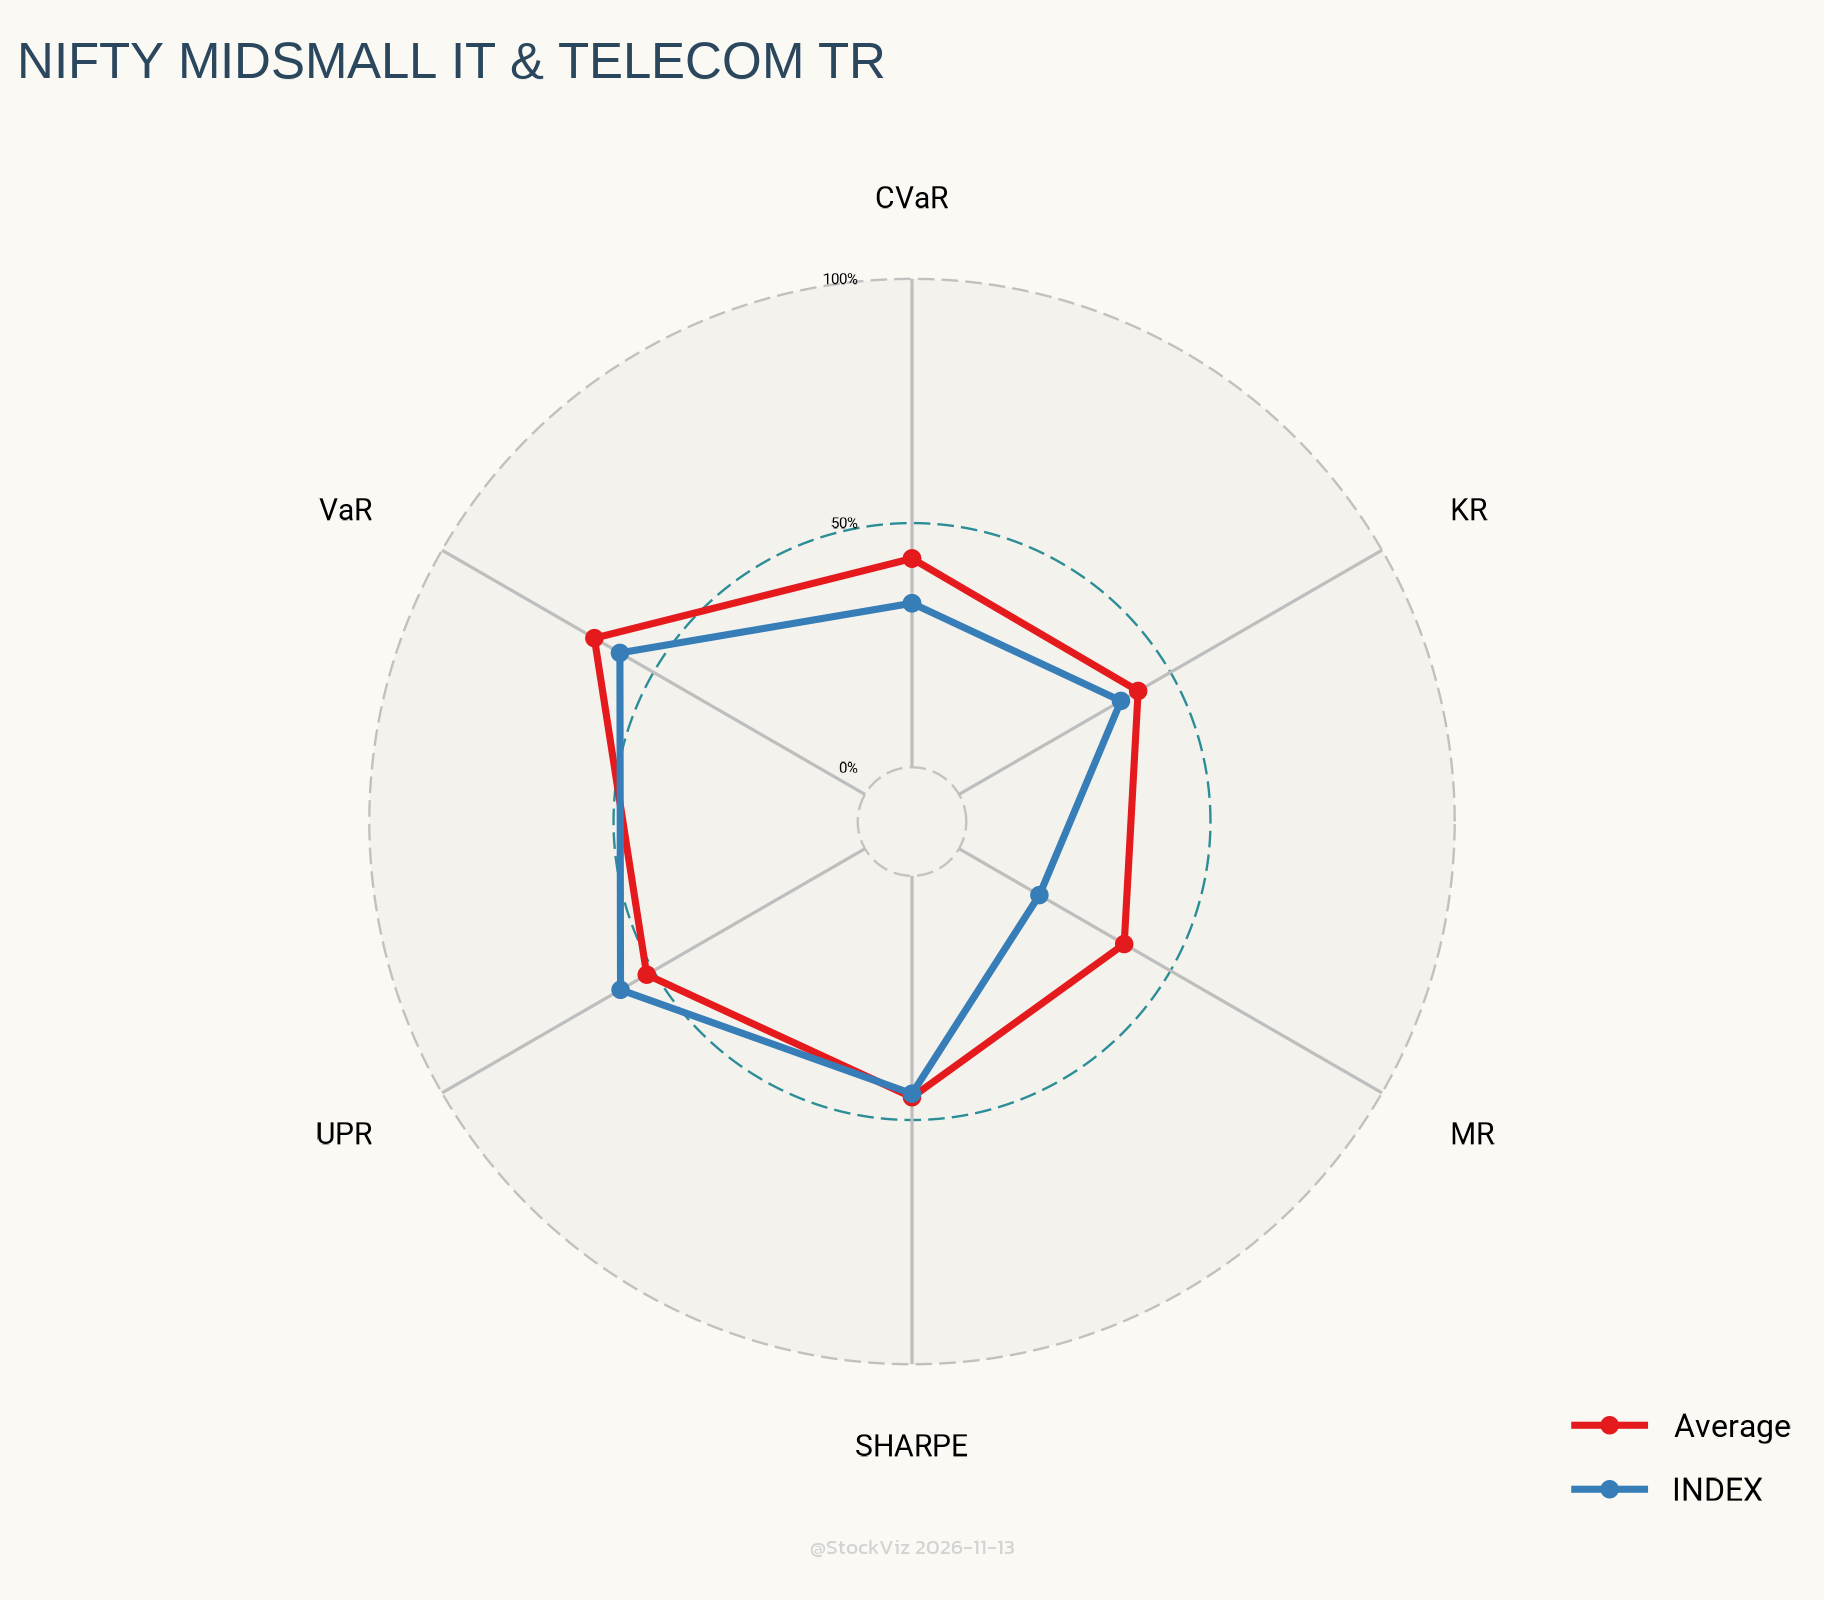 NIFTY MIDSMALL IT & TELECOM TR
CVaR
100%
VaR
KR
50%
0%
UPR
MR
SHARPE
Average
INDEX
@StockViz 2026-11-13